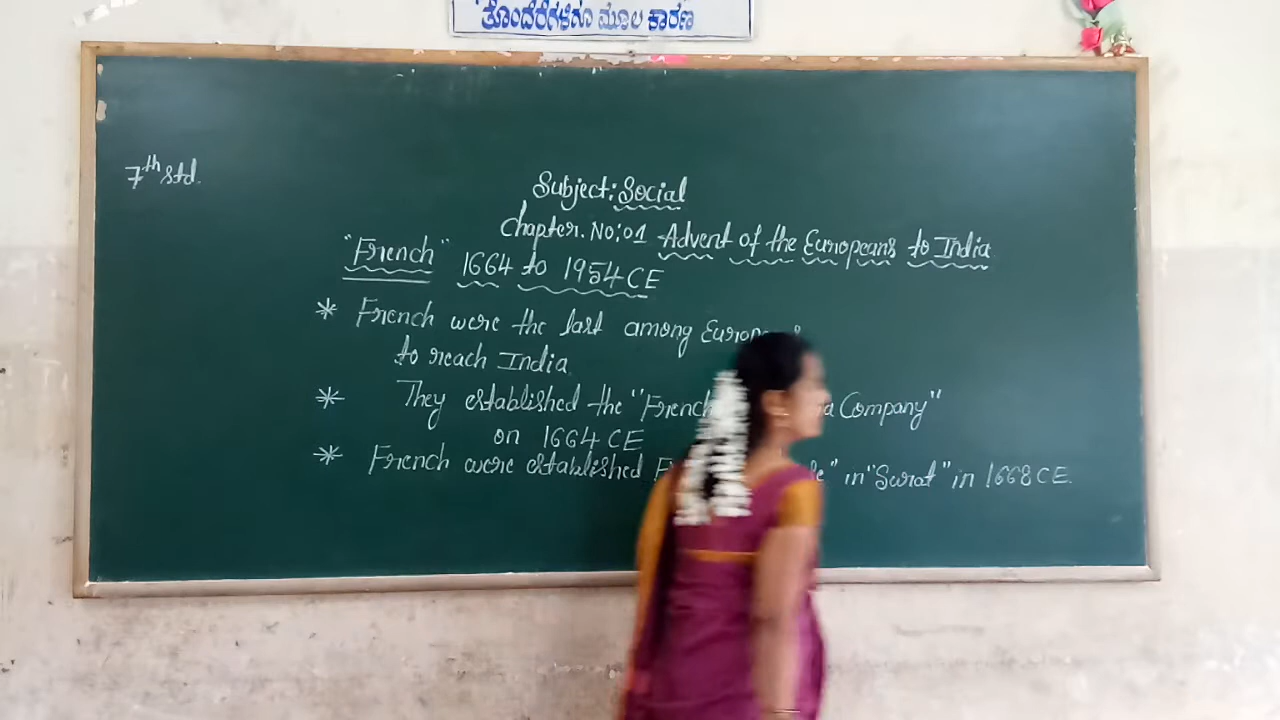 ತೊಂದರೆಗಳಿಗೂ ಮೂಲ ಕಾರಣ
7th std.
Subject: Social
Chapter. No:01 Advent of the Europeans to India
"French" 1664 to 1954 CE
* French were the last among
to reach India
* They established the "French Company"
on 1664 CE
* French were established in "Surat" in 1668 CE.